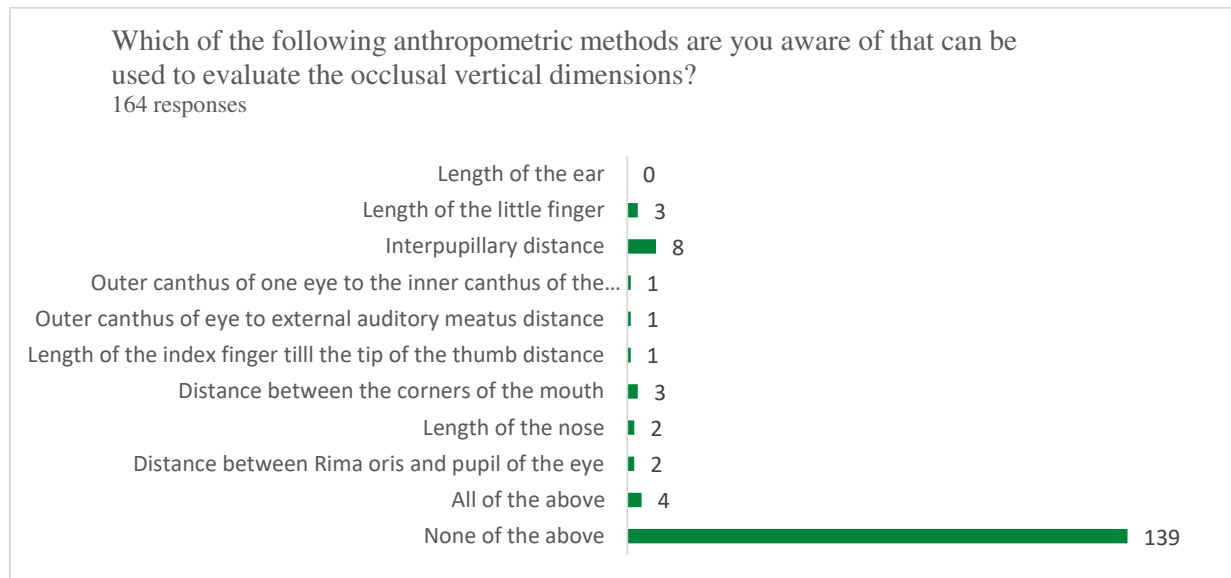 Which of the following anthropometric methods are you aware of that can be
used to evaluate the occlusal vertical dimensions?
164 responses
Length of the ear 0
Length of the little finger 3
Interpupillary distance 8
Outer canthus of one eye to the inner canthus of the… 1
Outer canthus of eye to external auditory meatus distance 1
Length of the index finger tilll the tip of the thumb distance 1
Distance between the corners of the mouth 3
Length of the nose 2
Distance between Rima oris and pupil of the eye 2
All of the above 4
None of the above 139